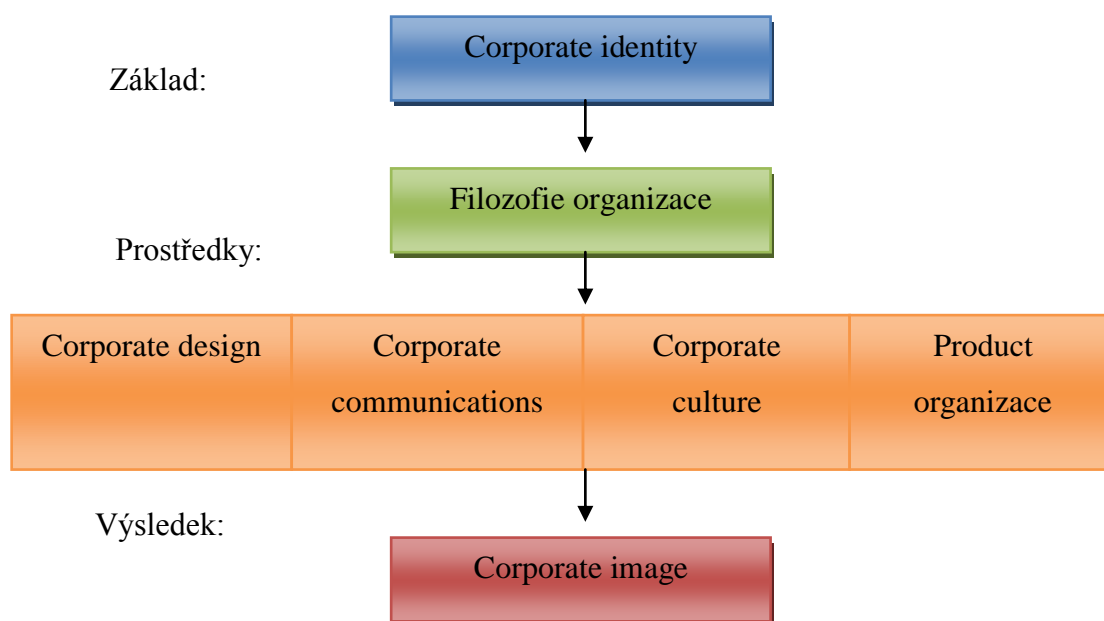 Corporate identity
Základ:
Filozofie organizace
Prostředky:
Corporate design
Corporate
communications
Corporate
culture
Product
organizace
Výsledek:
Corporate image